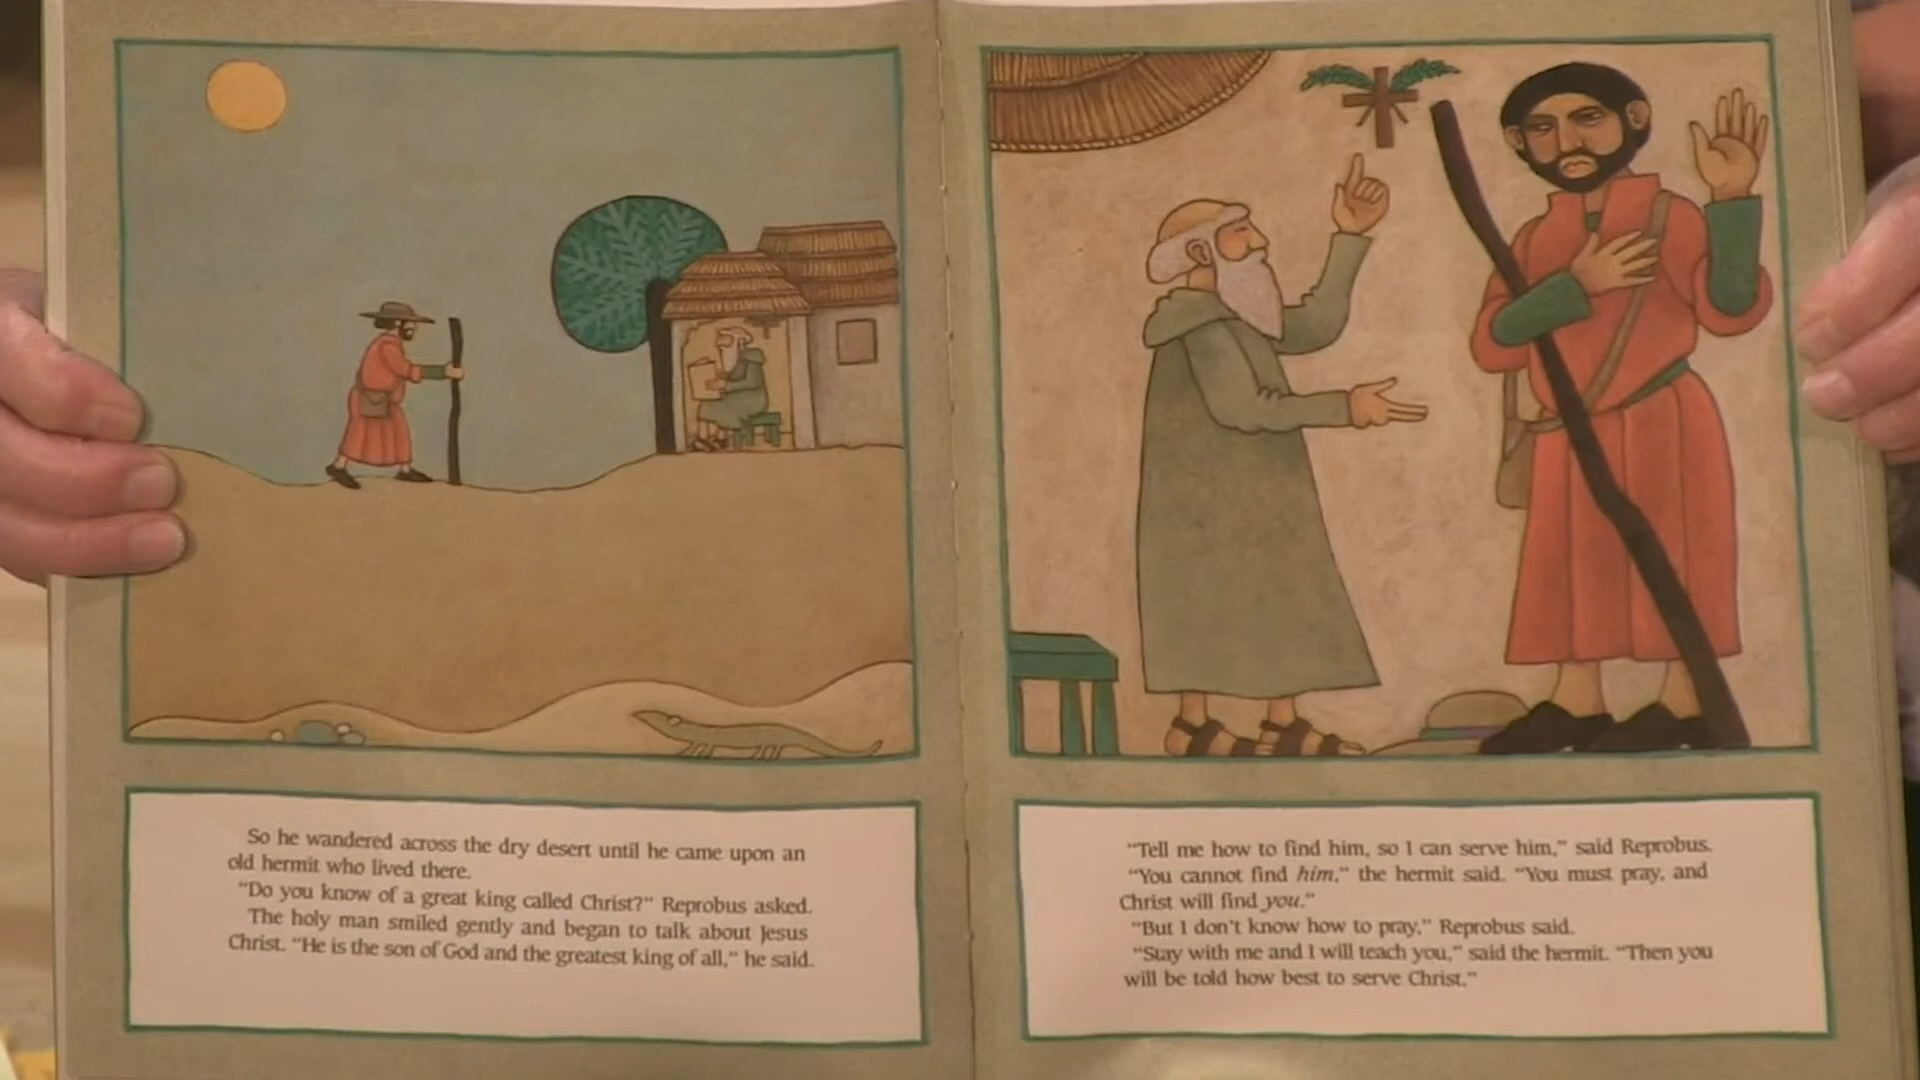 So he wandered across the dry desert until he came upon an
old hermit who lived there.
"Do you know of a great king called Christ?" Reprobus asked.
The holy man smiled gently and began to talk about Jesus
Christ. "He is the son of God and the greatest king of all," he said.
"Tell me how to find him, so I can serve him," said Reprobus.
"You cannot find him," the hermit said. "You must pray, and
Christ will find you."
"But I don't know how to pray," Reprobus said.
"Stay with me and I will teach you," said the hermit. "Then you
will be told how best to serve Christ."